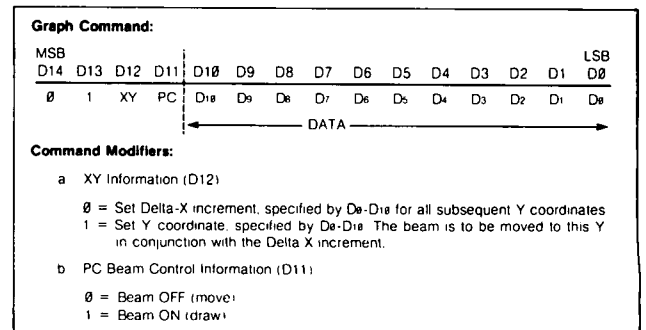 Graph Command:
MSB LSB
D14 D13 D12 D11 D10 D9 D8 D7 D6 D5 D4 D3 D2 D1 DØ
Ø 1 XY PC D10 D9 D8 D7 D6 D5 D4 D3 D2 D1 D0
DATA
Command Modifiers:
a XY Information (D12)
Ø = Set Delta-X increment, specified by D0-D10 for all subsequent Y coordinates
1 = Set Y coordinate, specified by D0-D10 The beam is to be moved to this Y
in conjunction with the Delta X increment.
b PC Beam Control Information (D11)
Ø = Beam OFF (move)
1 = Beam ON (draw)